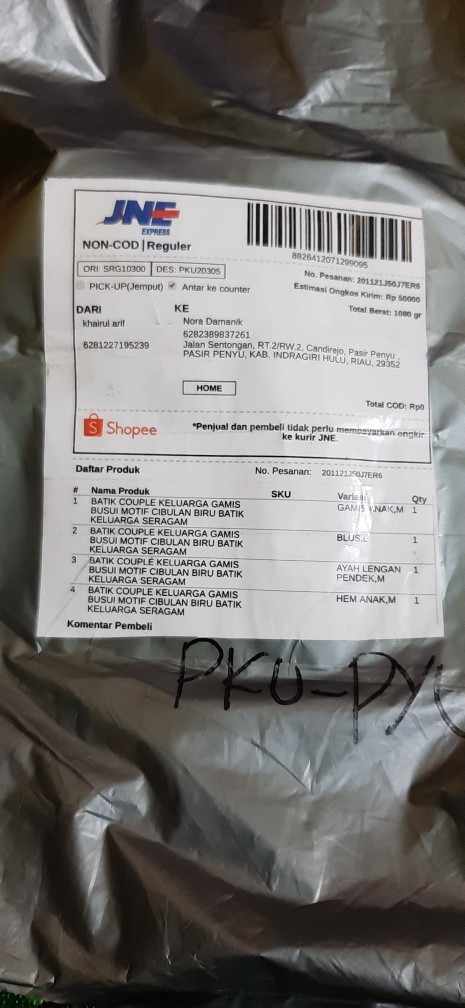 JNE
EXPRESS
NON-COD | Reguler
8826412071299095
ORI: SRG10300 DES: PKU20305
No. Pesanan: 201121J50J7ER6
PICK-UP(Jemput) Antar ke counter
Estimasi Ongkos Kirim: Rp 50000
Total Berat: 1080 gr
DARI KE
khairul arif Nora Damanik
6282389837261
6281227195239 Jalan Sentongan, RT.2/RW.2, Candirejo, Pasir Penyu ,
PASIR PENYU, KAB. INDRAGIRI HULU, RIAU, 29352
HOME
Total COD: Rp0
Shopee
*Penjual dan pembeli tidak perlu membayarkan ongkir
ke kurir JNE.
Daftar Produk No. Pesanan: 201121J50J7ER6
# Nama Produk SKU Variasi Qty
1 BATIK COUPLE KELUARGA GAMIS GAMIS ANAK,M 1
BUSUI MOTIF CIBULAN BIRU BATIK
KELUARGA SERAGAM
2 BATIK COUPLE KELUARGA GAMIS BLUS,L 1
BUSUI MOTIF CIBULAN BIRU BATIK
KELUARGA SERAGAM
3 BATIK COUPLE KELUARGA GAMIS AYAH LENGAN 1
BUSUI MOTIF CIBULAN BIRU BATIK PENDEK,M
KELUARGA SERAGAM
4 BATIK COUPLE KELUARGA GAMIS HEM ANAK,M 1
BUSUI MOTIF CIBULAN BIRU BATIK
KELUARGA SERAGAM
Komentar Pembeli
PKU-PYU